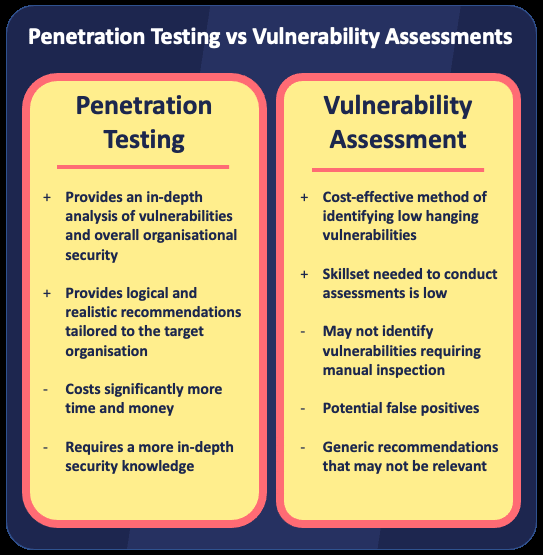 Penetration Testing vs Vulnerability Assessments
Penetration
Testing
+ Provides an in-depth
analysis of vulnerabilities
and overall organisational
security
+ Provides logical and
realistic recommendations
tailored to the target
organisation
- Costs significantly more
time and money
- Requires a more in-depth
security knowledge
Vulnerability
Assessment
+ Cost-effective method of
identifying low hanging
vulnerabilities
+ Skillset needed to conduct
assessments is low
- May not identify
vulnerabilities requiring
manual inspection
- Potential false positives
- Generic recommendations
that may not be relevant